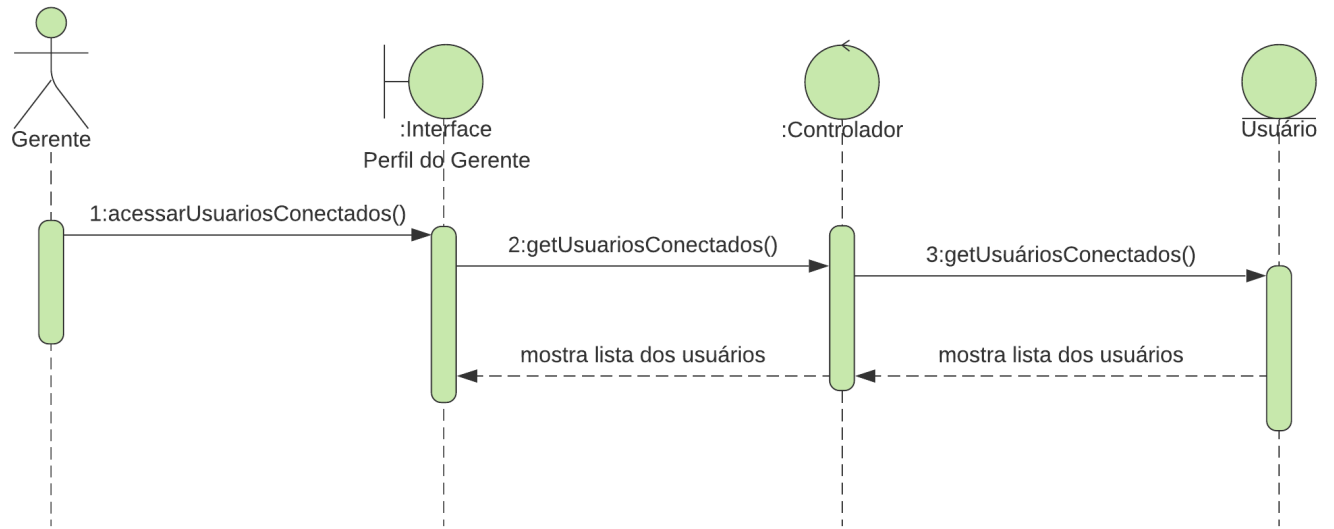 Gerente
:Interface
Perfil do Gerente
:Controlador
Usuário
1:acessarUsuariosConectados()
2:getUsuariosConectados()
3:getUsuáriosConectados()
mostra lista dos usuários
mostra lista dos usuários